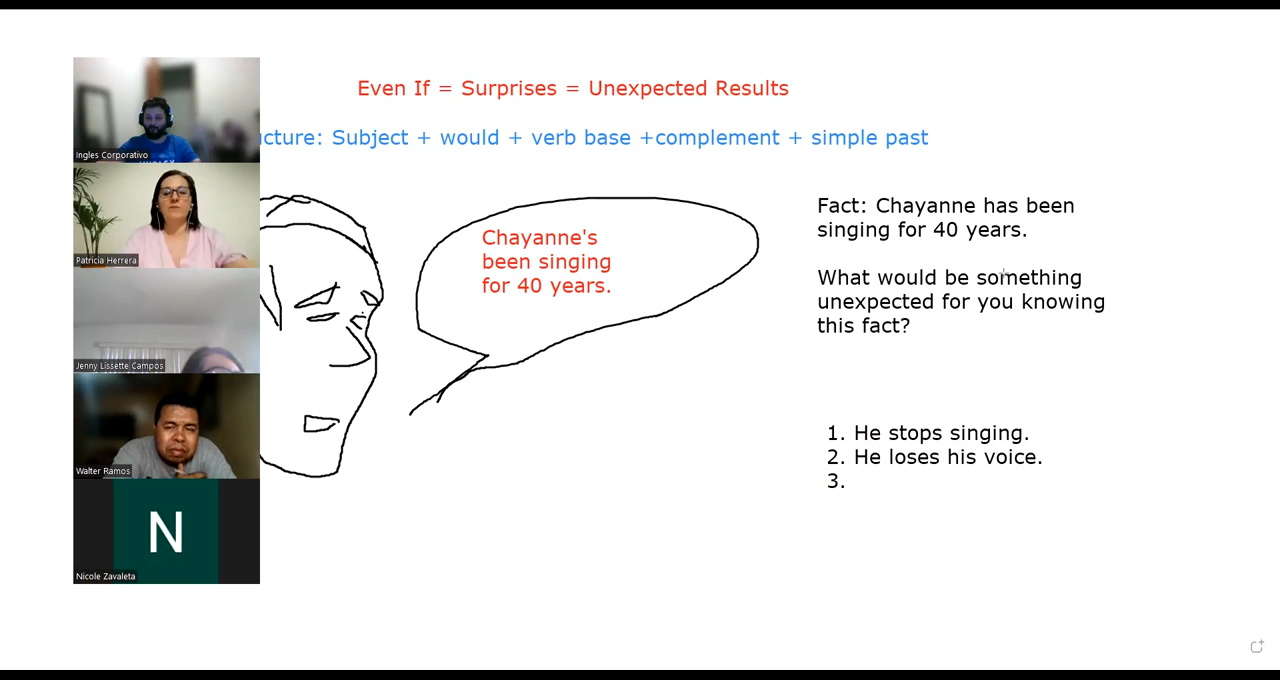 Even If = Surprises = Unexpected Results
ucture: Subject + would + verb base +complement + simple past
Ingles Corporativo
Patricia Herrera
Jenny Lissette Campos
Walter Ramos
N
Nicole Zavaleta
Chayanne's
been singing
for 40 years.
Fact: Chayanne has been
singing for 40 years.
What would be something
unexpected for you knowing
this fact?
1. He stops singing.
2. He loses his voice.
3.